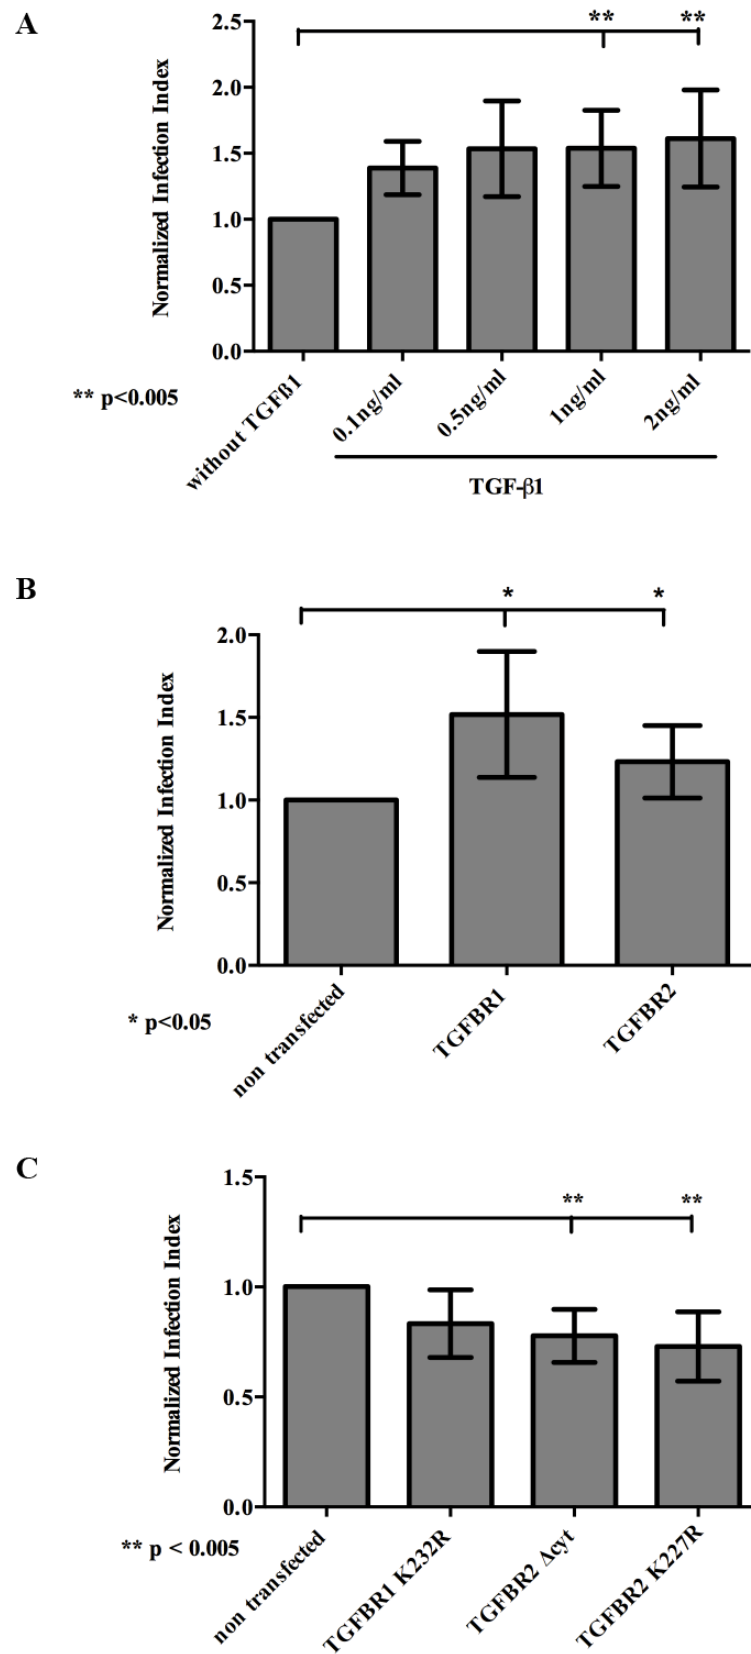 A
Normalized Infection Index
2.5
2.0
1.5
1.0
0.5
0.0
** **
** p<0.005
without TGFß1
0.1ng/ml
0.5ng/ml
1ng/ml
2ng/ml
TGF-β1
B
Normalized Infection Index
2.0
1.5
1.0
0.5
0.0
* *
* p<0.05
non transfected
TGFBR1
TGFBR2
C
Normalized Infection Index
1.5
1.0
0.5
0.0
** **
** p < 0.005
non transfected
TGFBR1 K232R
TGFBR2 Δcyt
TGFBR2 K227R